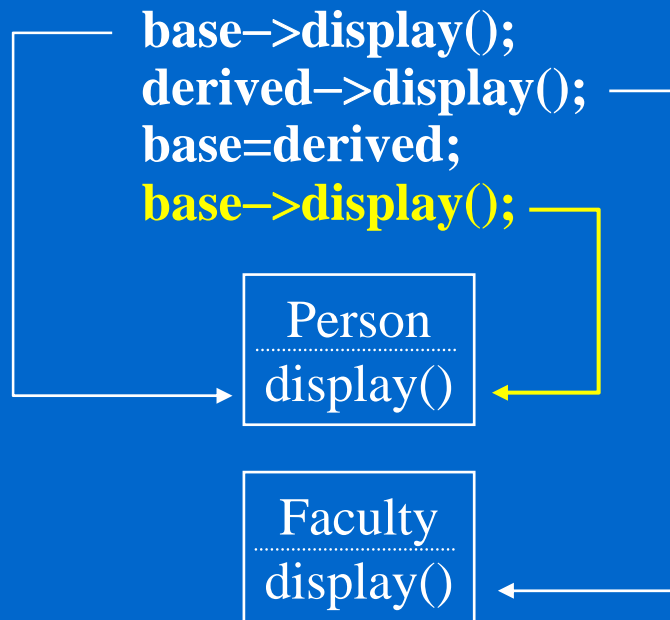 base–>display();
derived–>display();
base=derived;
base–>display();
Person
display()
Faculty
display()